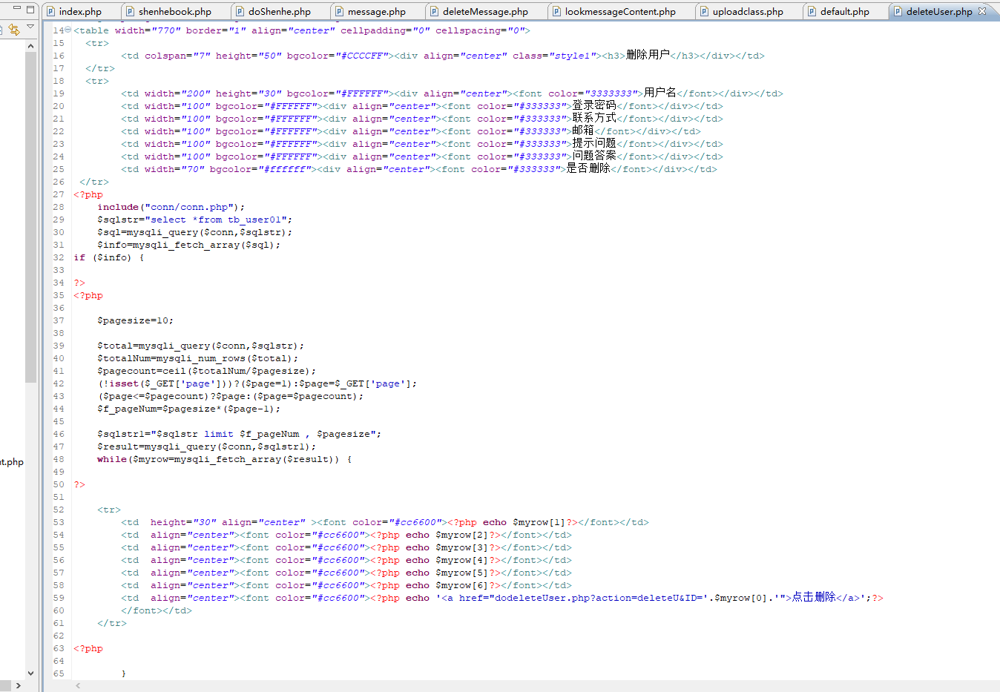 index.php shenhebook.php doShenhe.php message.php deleteMessage.php lookmessageContent.php uploadclass.php default.php deleteUser.php
14 <table width="770" border="1" align="center" cellpadding="0" cellspacing="0">
15 <tr>
16 <td colspan="7" height="50" bgcolor="#CCCCFF"><div align="center" class="style1"><h3>删除用户</h3></div></td>
17 </tr>
18 <tr>
19 <td width="200" height="30" bgcolor="#FFFFFF"><div align="center"><font color="3333333">用户名</font></div></td>
20 <td width="100" bgcolor="#FFFFFF"><div align="center"><font color="#333333">登录密码</font></div></td>
21 <td width="100" bgcolor="#FFFFFF"><div align="center"><font color="#333333">联系方式</font></div></td>
22 <td width="100" bgcolor="#FFFFFF"><div align="center"><font color="#333333">邮箱</font></div></td>
23 <td width="100" bgcolor="#FFFFFF"><div align="center"><font color="#333333">提示问题</font></div></td>
24 <td width="100" bgcolor="#FFFFFF"><div align="center"><font color="#333333">问题答案</font></div></td>
25 <td width="70" bgcolor="#ffffff"><div align="center"><font color="#333333">是否删除</font></div></td>
26 </tr>
27 <?php
28 include("conn/conn.php");
29 $sqlstr="select *from tb_user01";
30 $sql=mysqli_query($conn,$sqlstr);
31 $info=mysqli_fetch_array($sql);
32 if ($info) {
33
34 ?>
35 <?php
36
37 $pagesize=10;
38
39 $total=mysqli_query($conn,$sqlstr);
40 $totalNum=mysqli_num_rows($total);
41 $pagecount=ceil($totalNum/$pagesize);
42 (!isset($_GET['page']))?($page=1):$page=$_GET['page'];
43 ($page<=$pagecount)?$page:($page=$pagecount);
44 $f_pageNum=$pagesize*($page-1);
45
46 $sqlstr1="$sqlstr limit $f_pageNum , $pagesize";
47 $result=mysqli_query($conn,$sqlstr1);
48 while($myrow=mysqli_fetch_array($result)) {
49
50 ?>
51
52 <tr>
53 <td  height="30" align="center" ><font color="#cc6600"><?php echo $myrow[1]?></font></td>
54 <td  align="center"><font color="#cc6600"><?php echo $myrow[2]?></font></td>
55 <td  align="center"><font color="#cc6600"><?php echo $myrow[3]?></font></td>
56 <td  align="center"><font color="#cc6600"><?php echo $myrow[4]?></font></td>
57 <td  align="center"><font color="#cc6600"><?php echo $myrow[5]?></font></td>
58 <td  align="center"><font color="#cc6600"><?php echo $myrow[6]?></font></td>
59 <td  align="center"><font color="#cc6600"><?php echo '<a href="dodeleteUser.php?action=deleteU&ID='.$myrow[0].'">点击删除</a>';?>
60 </font></td>
61 </tr>
62
63 <?php
64
65 }
t.php